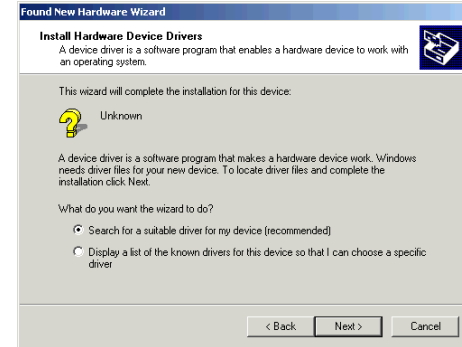 Found New Hardware Wizard
Install Hardware Device Drivers
A device driver is a software program that enables a hardware device to work with
an operating system.
This wizard will complete the installation for this device:
Unknown
A device driver is a software program that makes a hardware device work. Windows
needs driver files for your new device. To locate driver files and complete the
installation click Next.
What do you want the wizard to do?
Search for a suitable driver for my device (recommended)
Display a list of the known drivers for this device so that I can choose a specific
driver
< Back Next > Cancel